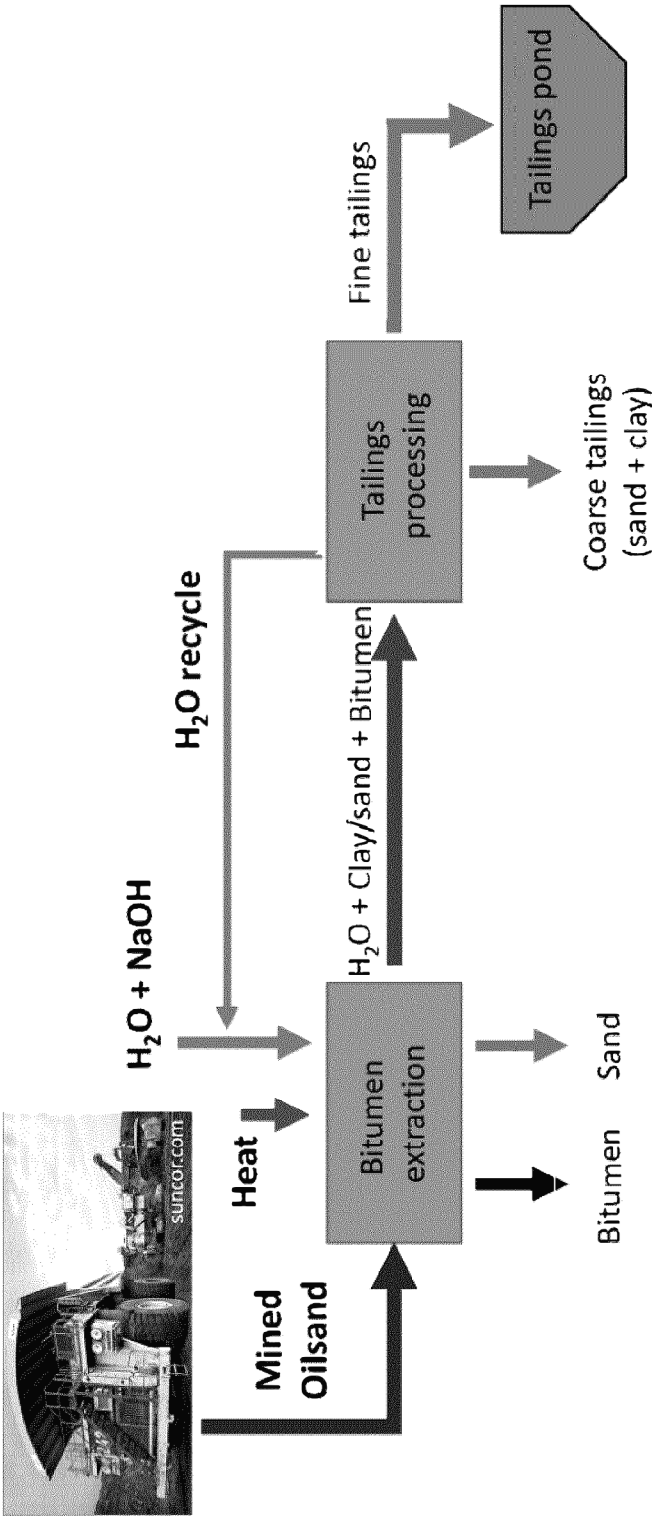 suncor.com
Mined
Oilsand
Heat
H₂O + NaOH
H₂O recycle
Bitumen
extraction
Bitumen
Sand
H₂O + Clay/sand + Bitumen
Tailings
processing
Coarse tailings
(sand + clay)
Fine tailings
Tailings pond